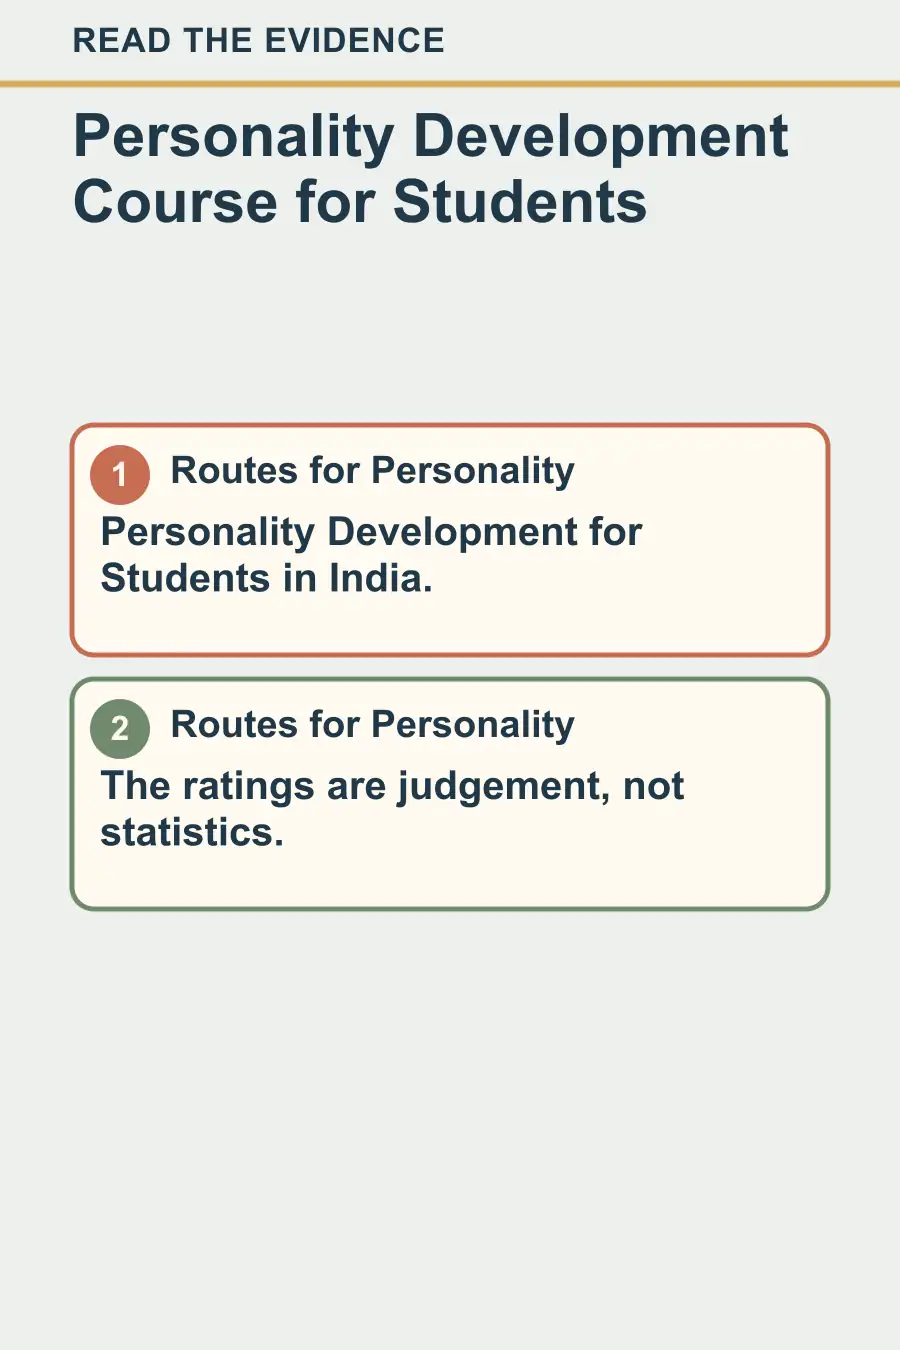 READ THE EVIDENCE
Personality Development
Course for Students
1 Routes for Personality
Personality Development for
Students in India.
2 Routes for Personality
The ratings are judgement, not
statistics.